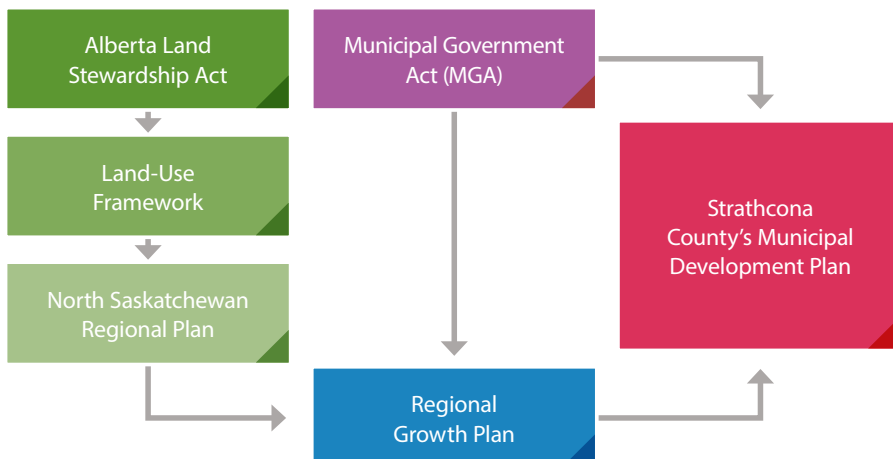 Alberta Land
Stewardship Act
Municipal Government
Act (MGA)
Land-Use
Framework
Strathcona
County’s Municipal
Development Plan
North Saskatchewan
Regional Plan
Regional
Growth Plan